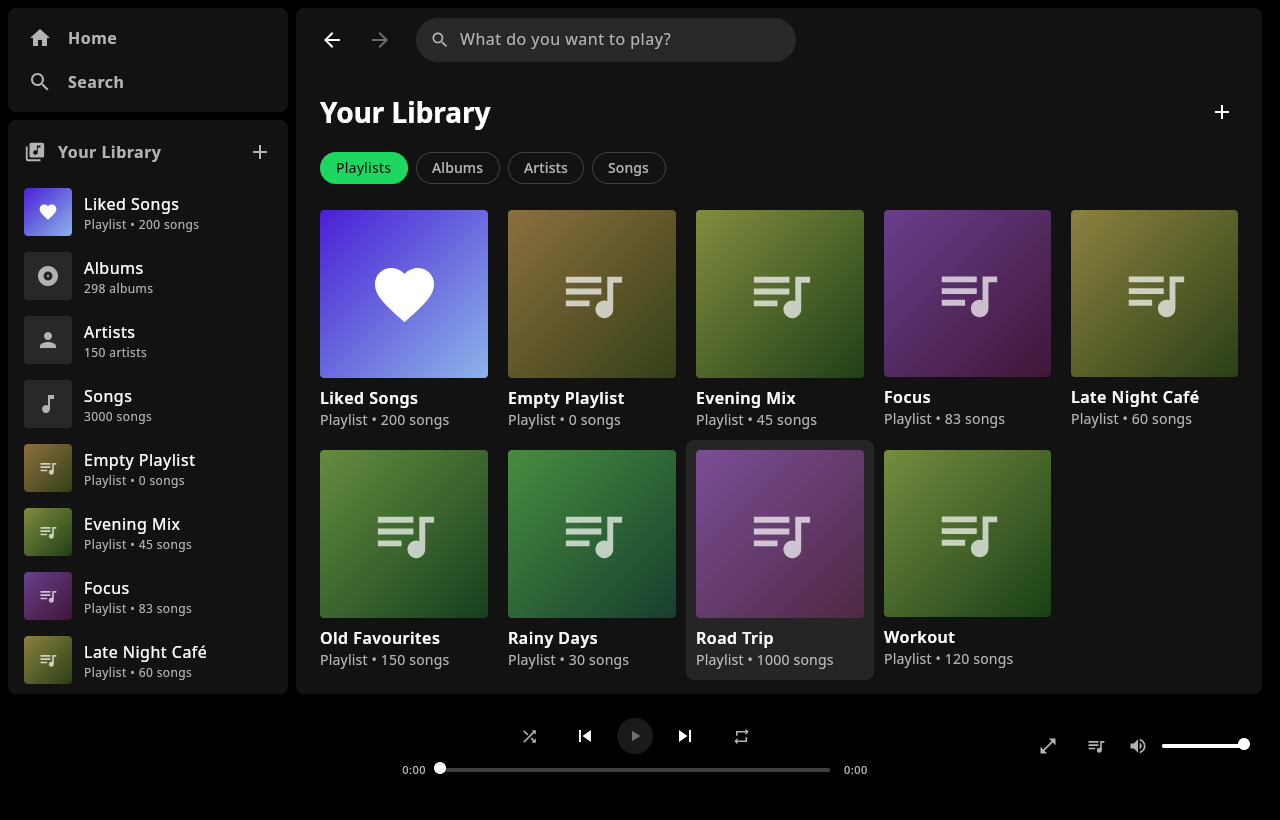 Home
Search
Your Library
Liked Songs
Playlist • 200 songs
Albums
298 albums
Artists
150 artists
Songs
3000 songs
Empty Playlist
Playlist • 0 songs
Evening Mix
Playlist • 45 songs
Focus
Playlist • 83 songs
Late Night Café
Playlist • 60 songs
What do you want to play?
Your Library
Playlists
Albums
Artists
Songs
Liked Songs
Playlist • 200 songs
Empty Playlist
Playlist • 0 songs
Evening Mix
Playlist • 45 songs
Focus
Playlist • 83 songs
Late Night Café
Playlist • 60 songs
Old Favourites
Playlist • 150 songs
Rainy Days
Playlist • 30 songs
Road Trip
Playlist • 1000 songs
Workout
Playlist • 120 songs
0:00
0:00